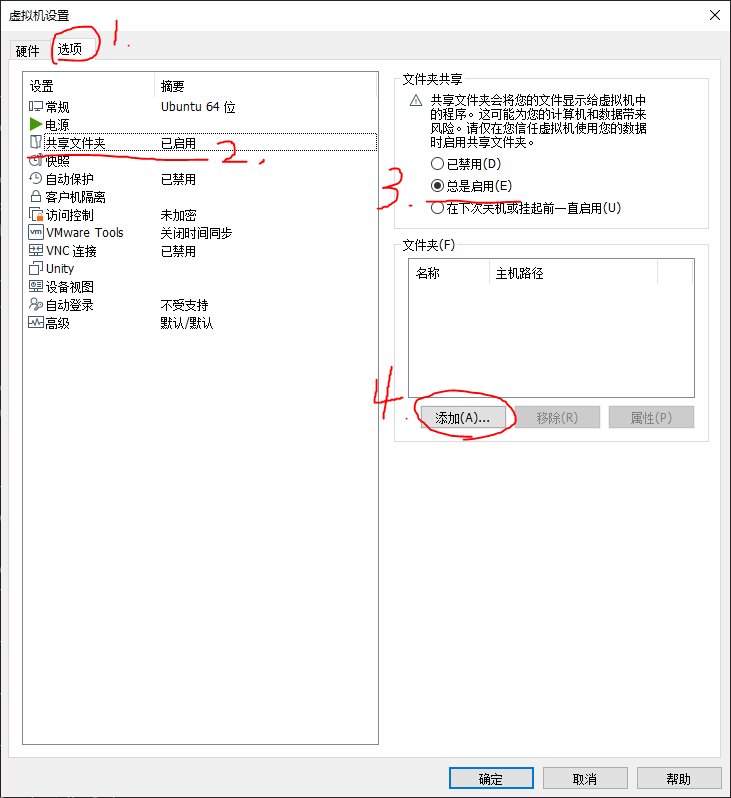 虚拟机设置
硬件 选项 1.
设置 摘要
常规 Ubuntu 64 位
电源
共享文件夹 已启用 2.
快照
自动保护 已禁用
客户机隔离
访问控制 未加密
VMware Tools 关闭时间同步
VNC 连接 已禁用
Unity
设备视图
自动登录 不受支持
高级 默认/默认
文件夹共享
共享文件夹会将您的文件显示给虚拟机中
的程序。这可能为您的计算机和数据带来
风险。请仅在您信任虚拟机使用您的数据
时启用共享文件夹。
已禁用(D)
3. 总是启用(E)
在下次关机或挂起前一直启用(U)
文件夹(F)
名称 主机路径
4. 添加(A)... 移除(R) 属性(P)
确定 取消 帮助